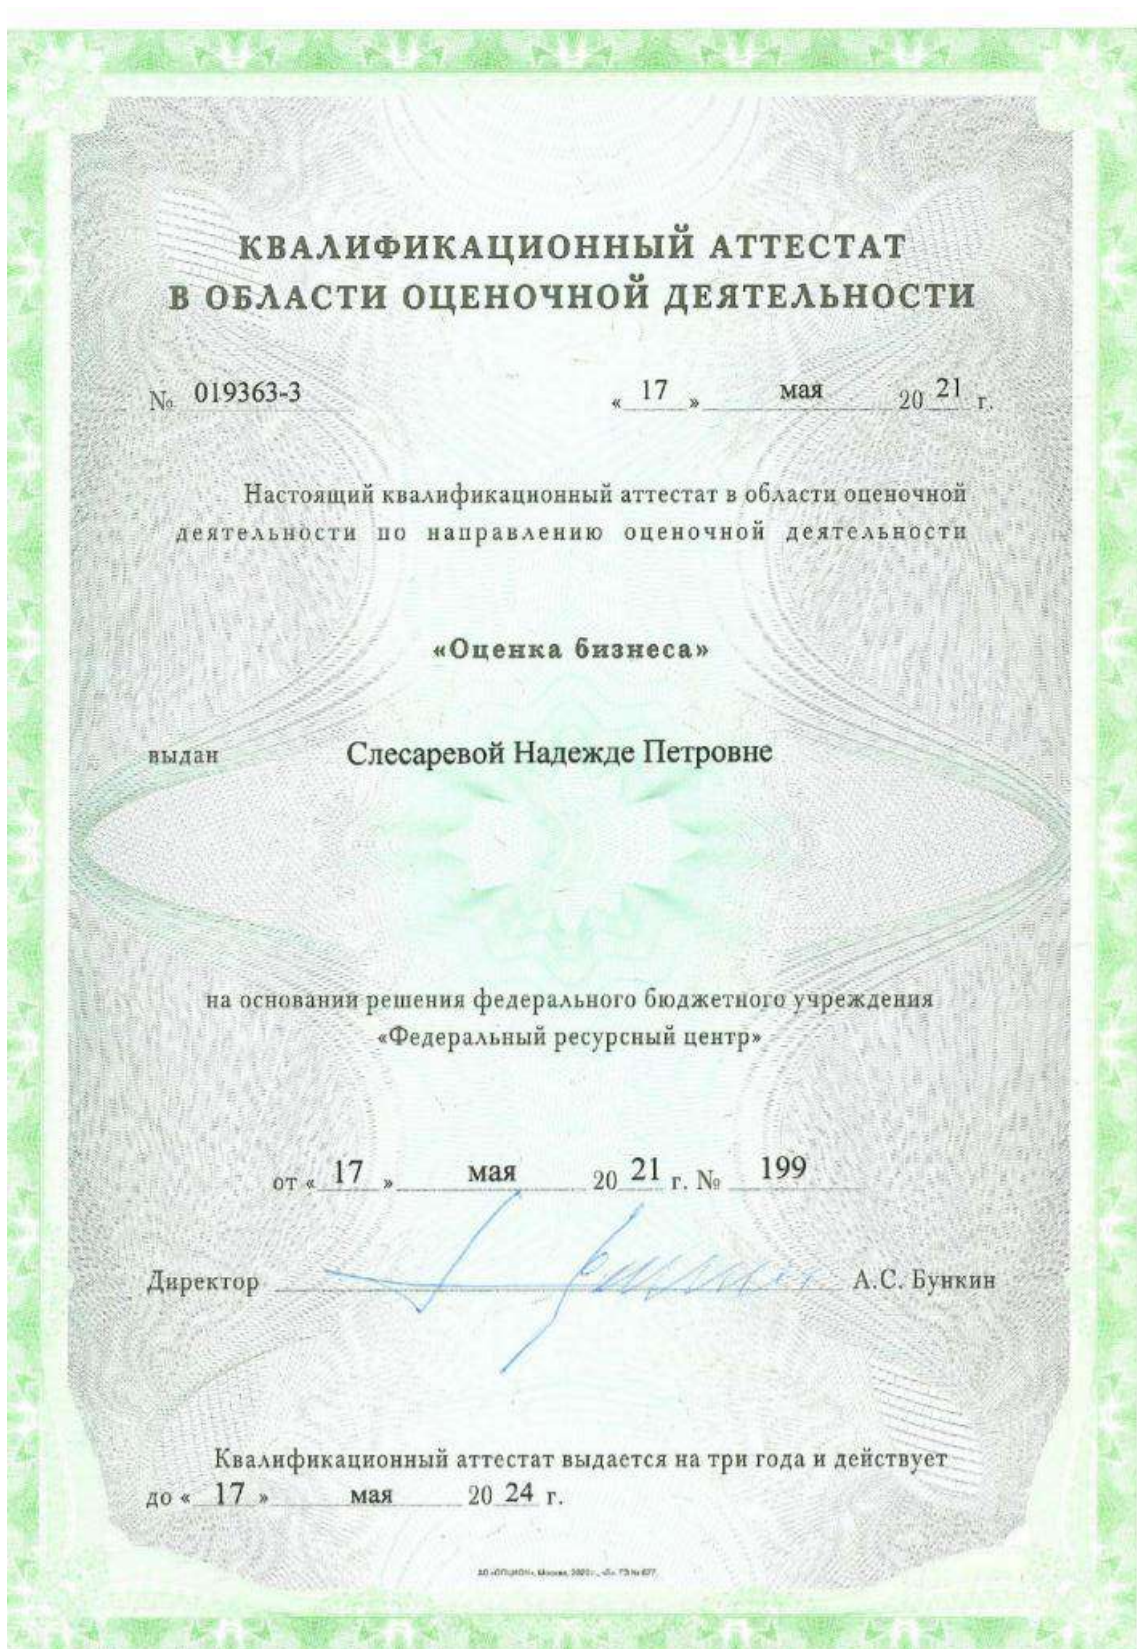 КВАЛИФИКАЦИОННЫЙ АТТЕСТАТ
В ОБЛАСТИ ОЦЕНОЧНОЙ ДЕЯТЕЛЬНОСТИ
№ 019363-3 « 17 » мая 20 21 г.
Настоящий квалификационный аттестат в области оценочной
деятельности по направлению оценочной деятельности
«Оценка бизнеса»
выдан Слесаревой Надежде Петровне
на основании решения федерального бюджетного учреждения
«Федеральный ресурсный центр»
от « 17 » мая 20 21 г. № 199
Директор А.С. Бункин
Квалификационный аттестат выдается на три года и действует
до « 17 » мая 20 24 г.
АО «ОПЦИОН», Москва,